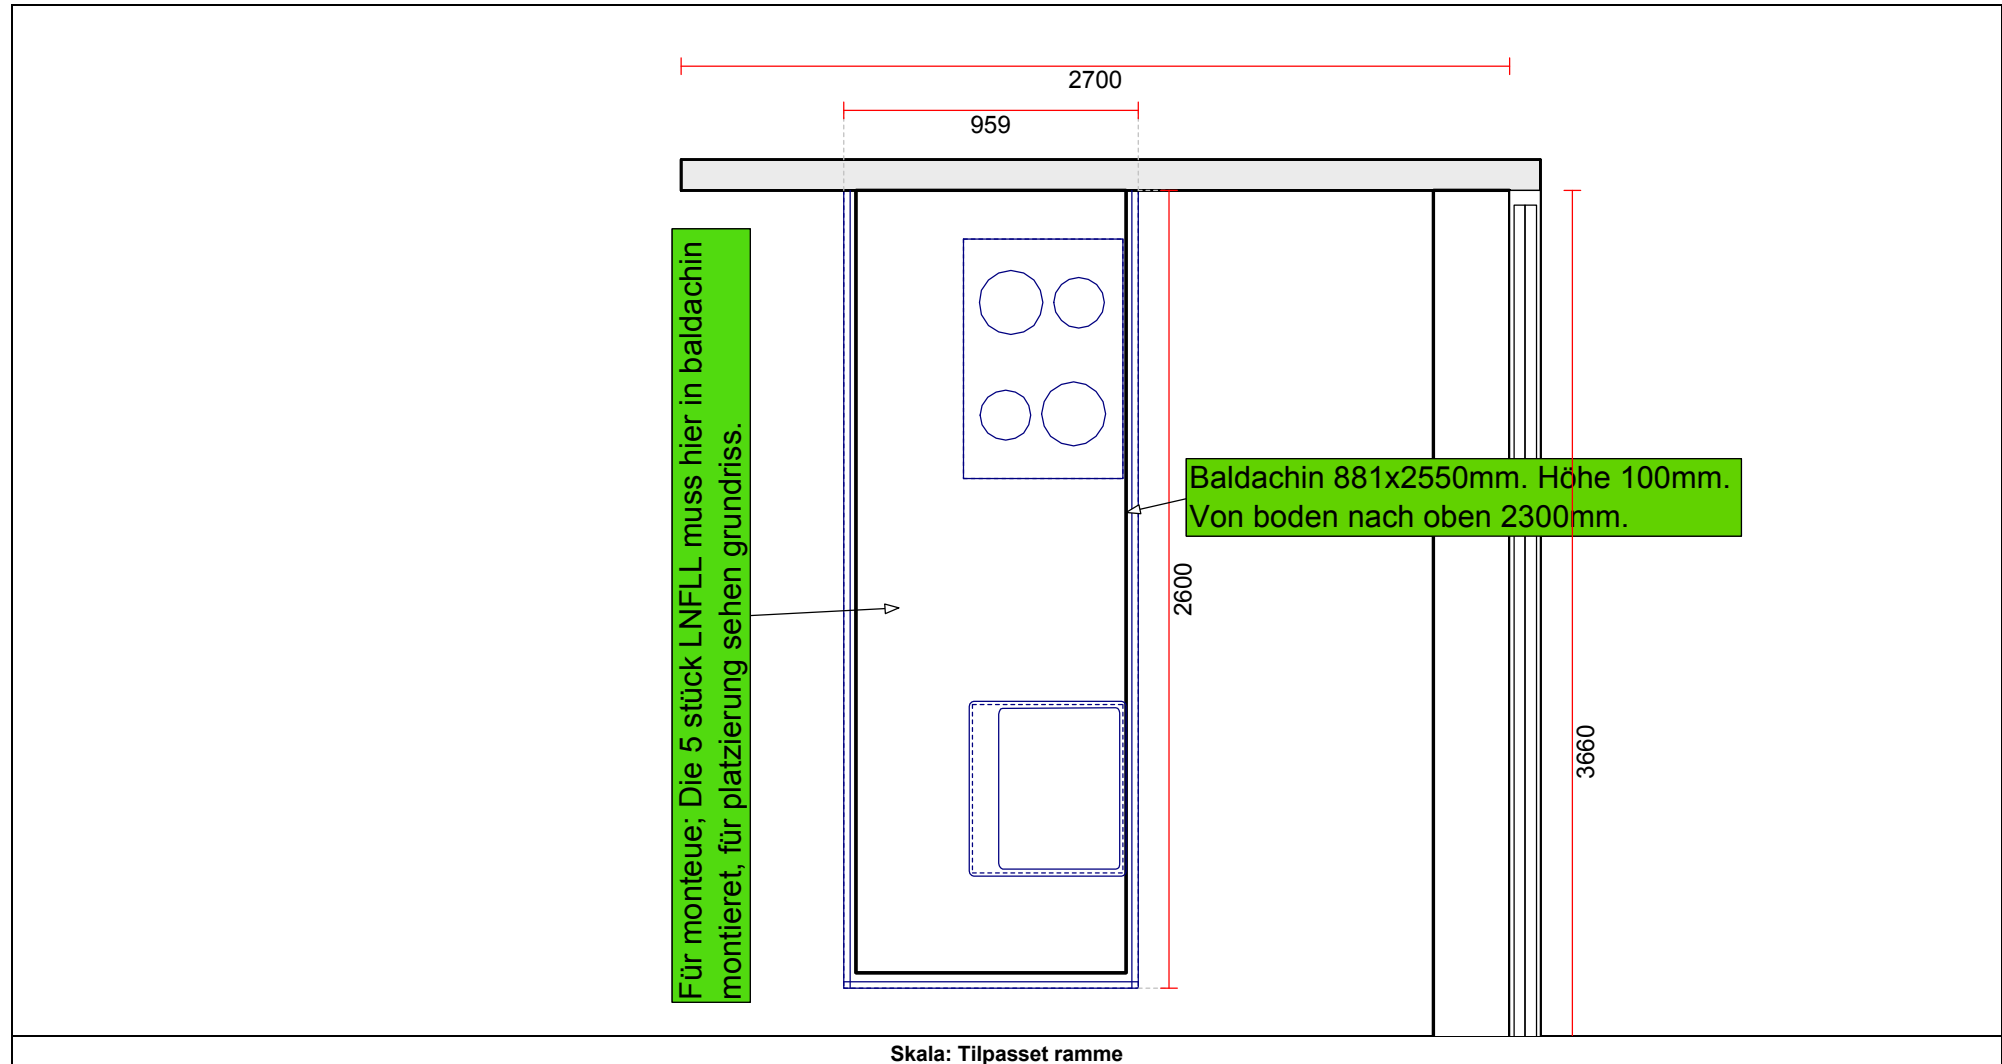 2700
959
Für monteue; Die 5 stück LNFLL muss hier in baldachin
montieret, für platzierung sehen grundriss.
Baldachin 881x2550mm. Höhe 100mm.
Von boden nach oben 2300mm.
2600
3660
Skala: Tilpasset ramme